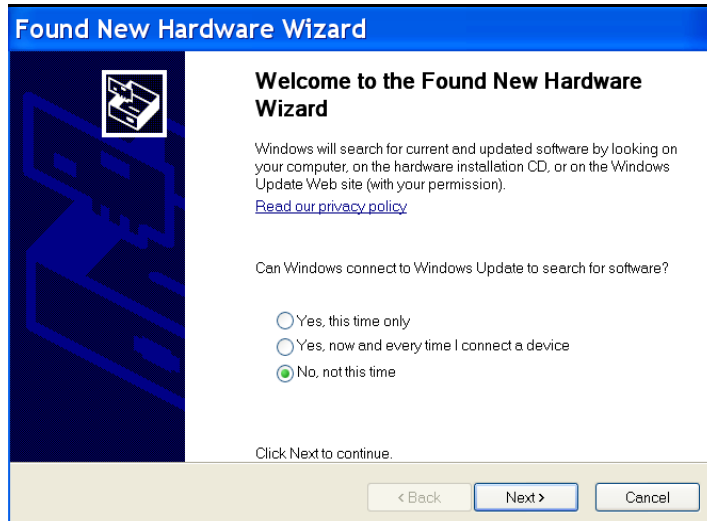 Found New Hardware Wizard
Welcome to the Found New Hardware
Wizard
Windows will search for current and updated software by looking on
your computer, on the hardware installation CD, or on the Windows
Update Web site (with your permission).
Read our privacy policy
Can Windows connect to Windows Update to search for software?
Yes, this time only
Yes, now and every time I connect a device
No, not this time
Click Next to continue.
< Back Next > Cancel